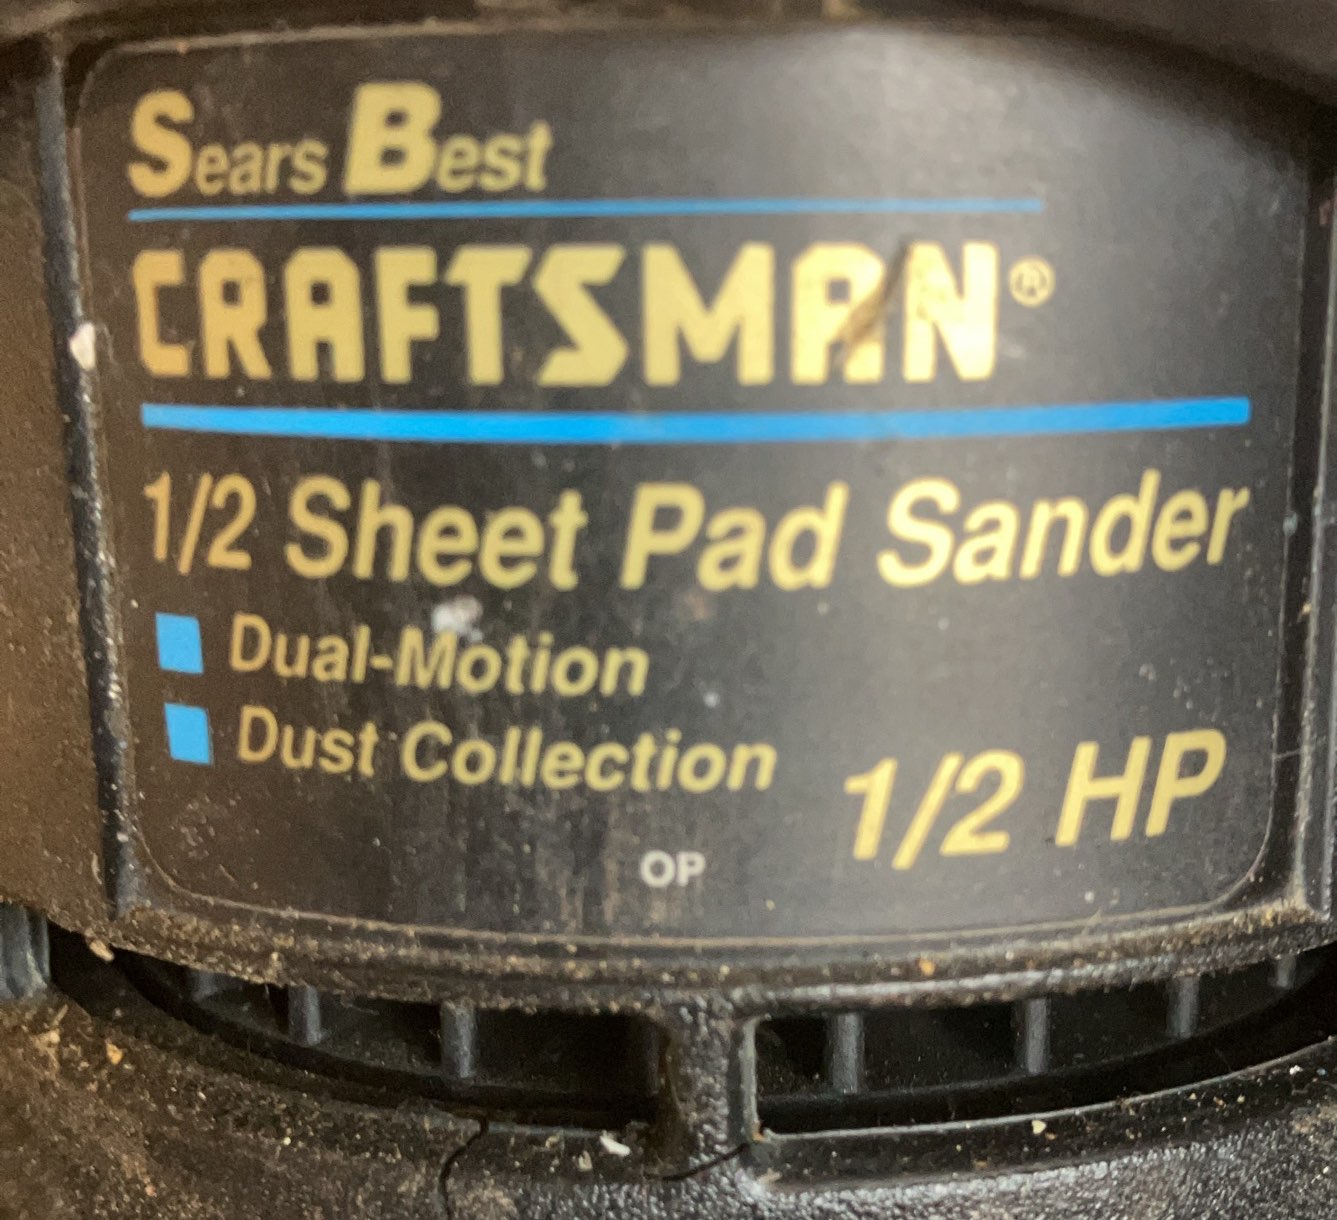 Sears Best
CRAFTSMAN®
1/2 Sheet Pad Sander
Dual-Motion
Dust Collection
1/2 HP
OP